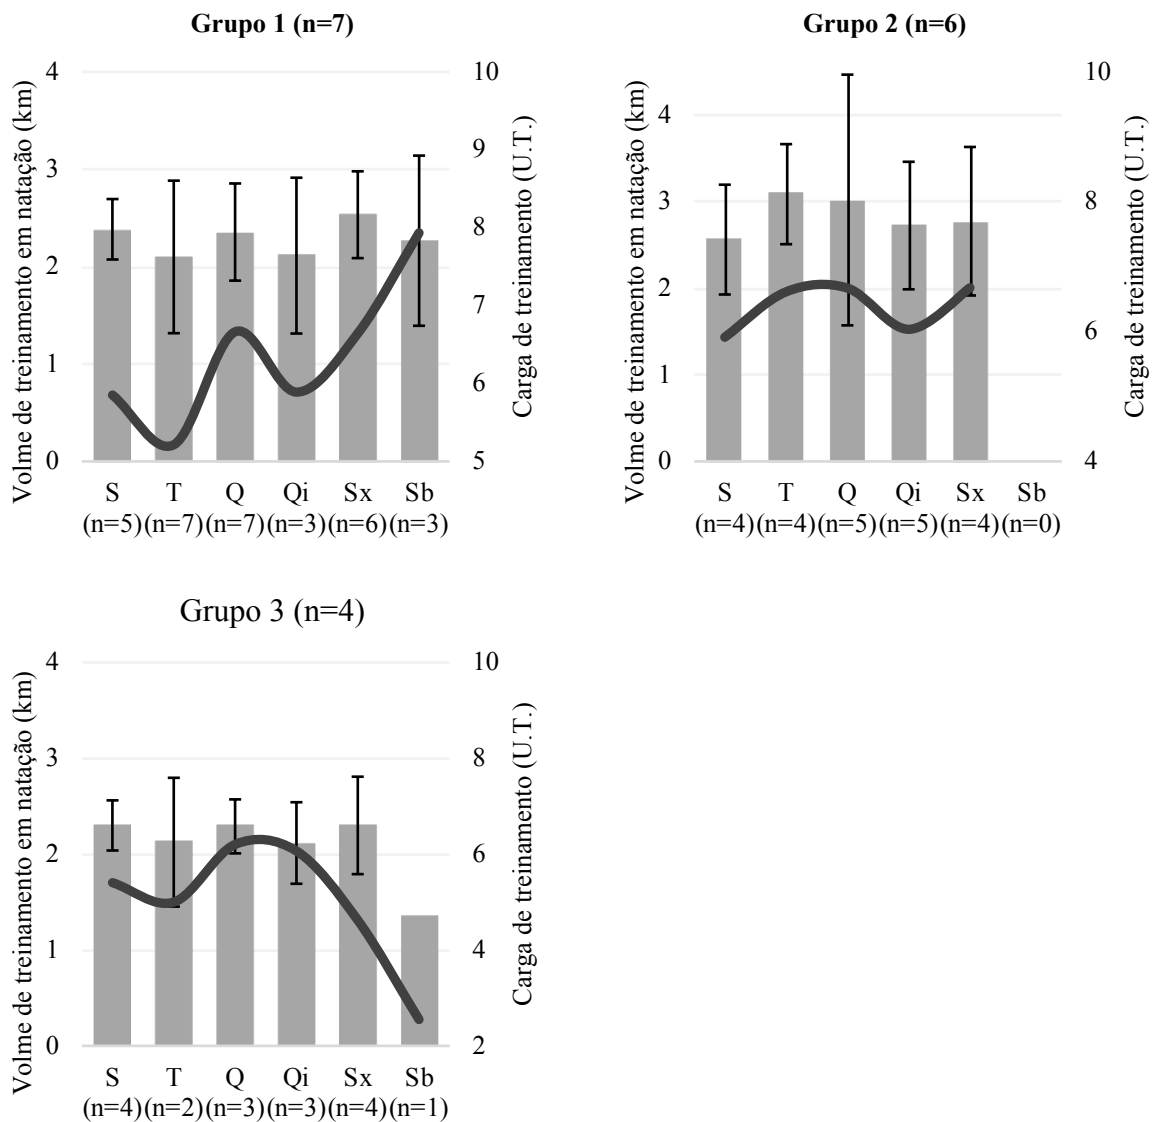 Grupo 1 (n=7)
Volme de treinamento em natação (km)
4
3
2
1
0
10
9
8
7
6
5
Carga de treinamento (U.T.)
S T Q Qi Sx Sb
(n=5) (n=7) (n=7) (n=3) (n=6) (n=3)
Grupo 2 (n=6)
Volme de treinamento em natação (km)
4
3
2
1
0
10
8
6
4
Carga de treinamento (U.T.)
S T Q Qi Sx Sb
(n=4) (n=4) (n=5) (n=5) (n=4) (n=0)
Grupo 3 (n=4)
Volme de treinamento em natação (km)
4
3
2
1
0
10
8
6
4
2
Carga de treinamento (U.T.)
S T Q Qi Sx Sb
(n=4) (n=2) (n=3) (n=3) (n=4) (n=1)